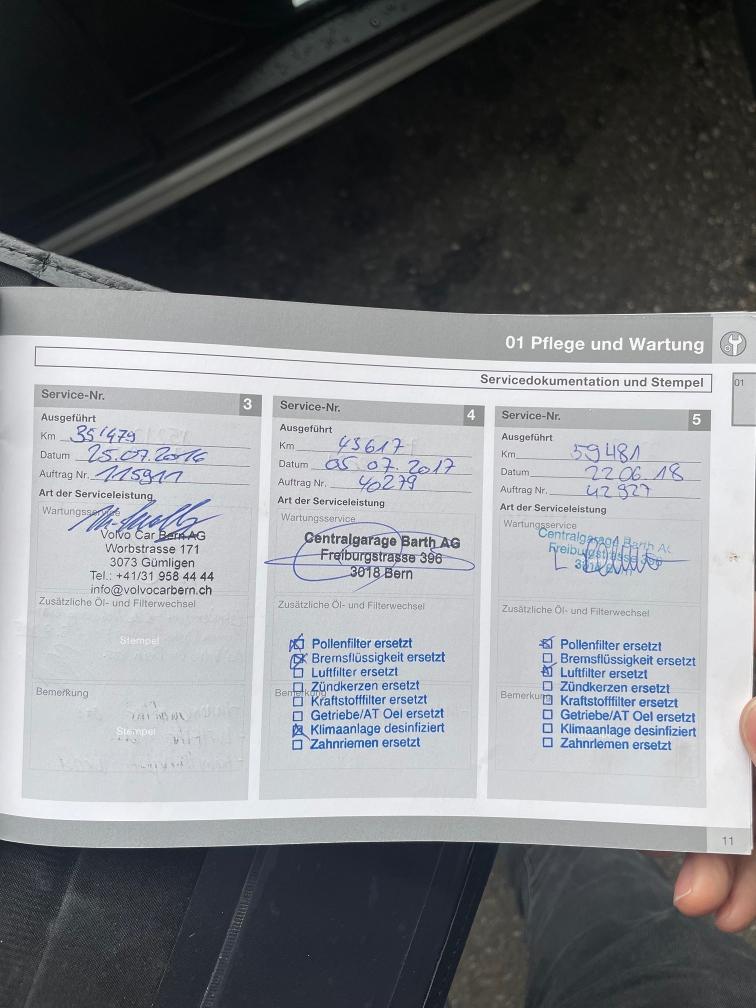 01 Pflege und Wartung
Servicedokumentation und Stempel
01
Service-Nr. 3
Ausgeführt
Km 35'479
Datum 25.07.2016
Auftrag Nr. 115911
Art der Serviceleistung
Wartungsservice
Volvo Car Bern AG
Worbstrasse 171
3073 Gümligen
Tel.: +41/31 958 44 44
info@volvocarbern.ch
Zusätzliche Öl- und Filterwechsel
Stempel
Bemerkung
Stempel
Service-Nr. 4
Ausgeführt
Km 43617
Datum 05.07.2017
Auftrag Nr. 40279
Art der Serviceleistung
Wartungsservice
Centralgarage Barth AG
Freiburgstrasse 396
3018 Bern
Zusätzliche Öl- und Filterwechsel
Pollenfilter ersetzt
Bremsflüssigkeit ersetzt
Luftfilter ersetzt
Zündkerzen ersetzt
Bemerkung
Kraftstofffilter ersetzt
Getriebe/AT Oel ersetzt
Klimaanlage desinfiziert
Zahnriemen ersetzt
Service-Nr. 5
Ausgeführt
Km 59481
Datum 22.06.18
Auftrag Nr. 42927
Art der Serviceleistung
Wartungsservice
Centralgarage Barth AG
Freiburgstrasse
Zusätzliche Öl- und Filterwechsel
Pollenfilter ersetzt
Bremsflüssigkeit ersetzt
Luftfilter ersetzt
Zündkerzen ersetzt
Bemerkung
Kraftstofffilter ersetzt
Getriebe/AT Oel ersetzt
Klimaanlage desinfiziert
Zahnriemen ersetzt
11